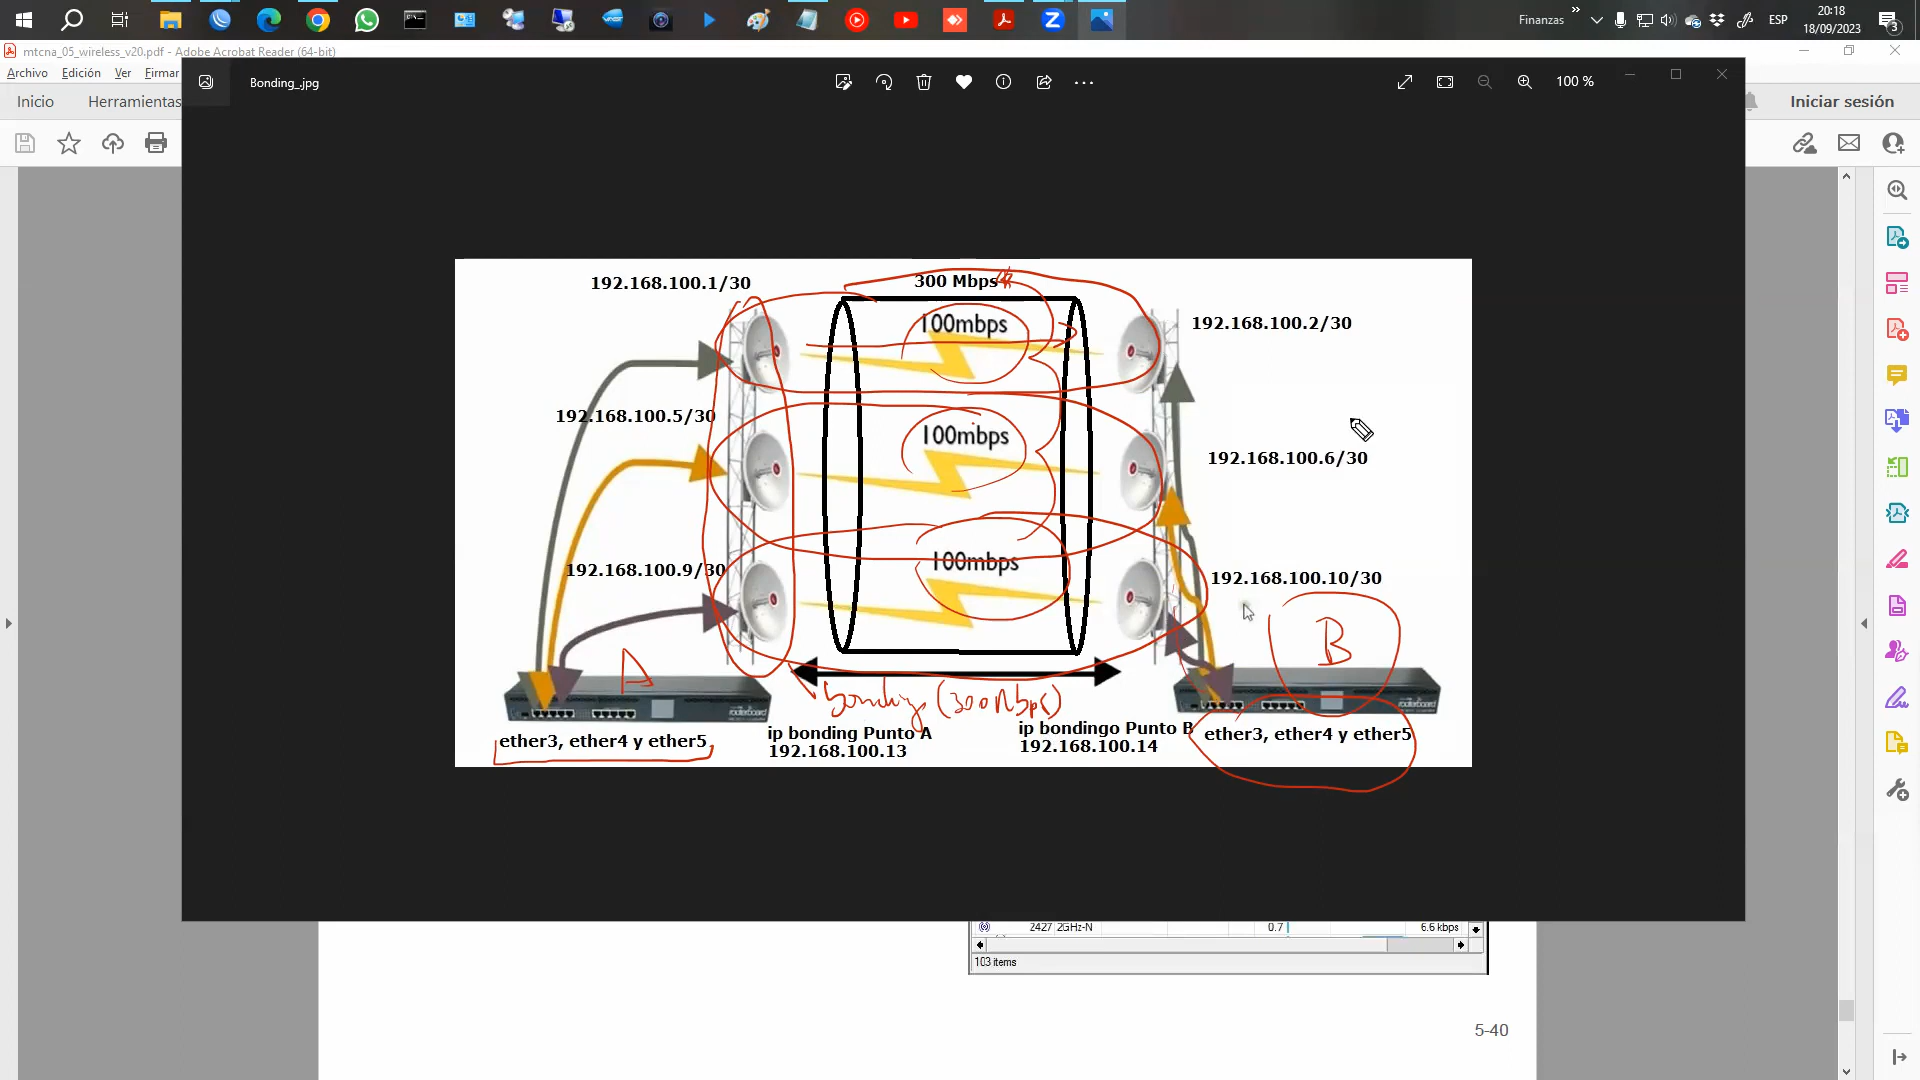 Finanzas
»
ESP
20:18
18/09/2023
3
mtcna_05_wireless_v20.pdf - Adobe Acrobat Reader (64-bit)
Archivo Edición Ver Firmar
Inicio Herramientas
Iniciar sesión
Bonding_.jpg
100 %
192.168.100.1/30
300 Mbps
100mbps
192.168.100.2/30
192.168.100.5/30
100mbps
192.168.100.6/30
192.168.100.9/30
100mbps
192.168.100.10/30
A
B
bonding (300Mbps)
routerboard
routerboard
ether3, ether4 y ether5
ip bonding Punto A
192.168.100.13
ip bondingo Punto B
192.168.100.14
ether3, ether4 y ether5
2427 2GHz-N 0.7 6.6 kbps
103 items
5-40